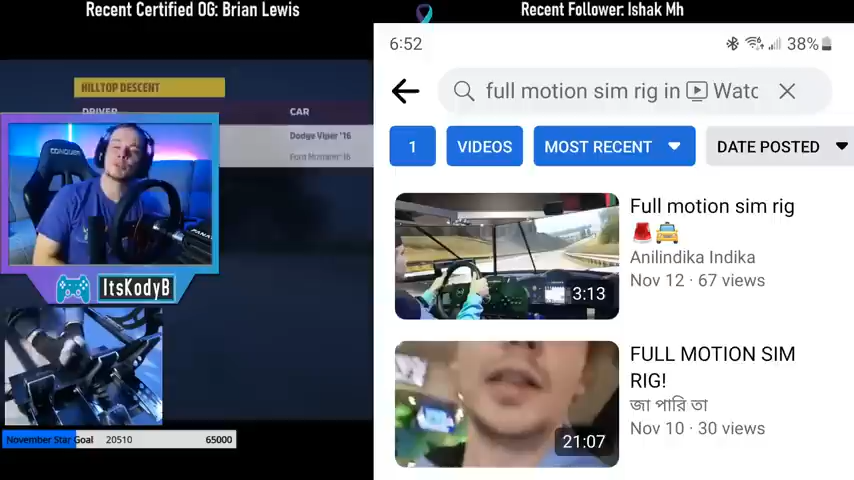 Recent Certified OG: Brian Lewis
HILLTOP DESCENT
DRIVER
CAR
Dodge Viper '16
CONQUER
ItsKodyB
November Star Goal 20510 65000
Recent Follower: Ishak Mh
6:52
38%
full motion sim rig in Watc
1
VIDEOS
MOST RECENT
DATE POSTED
Full motion sim rig
Anilindika Indika
Nov 12 · 67 views
3:13
FULL MOTION SIM
RIG!
জা পারি তা
Nov 10 · 30 views
21:07